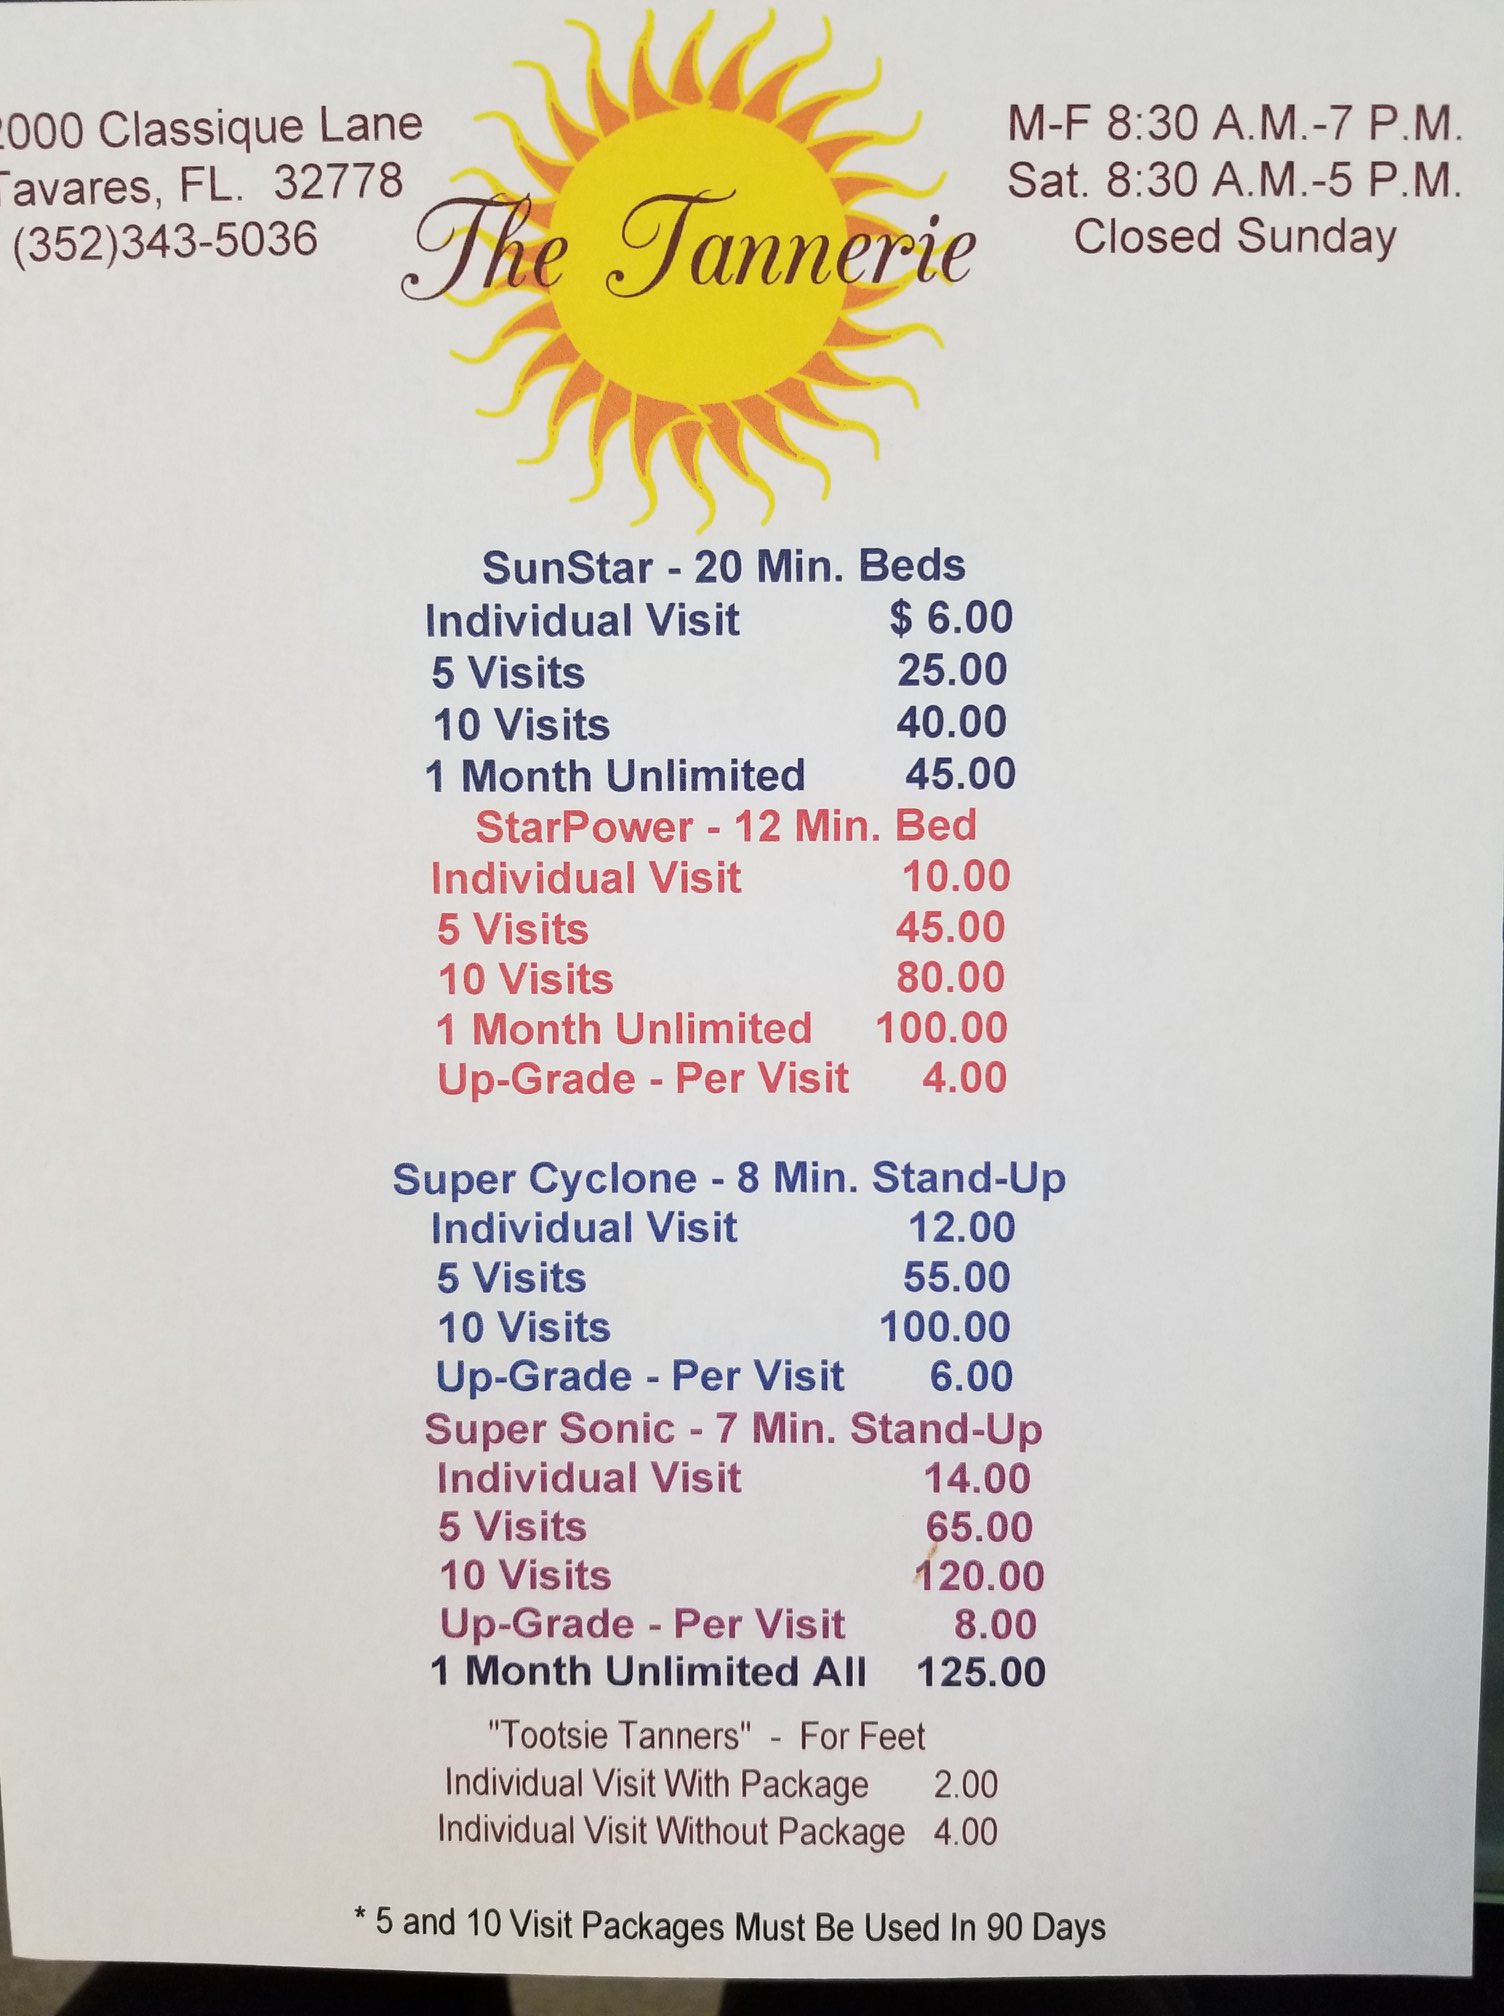 000 Classique Lane
Tavares, FL. 32778
(352)343-5036
The Tannerie
M-F 8:30 A.M.-7 P.M.
Sat. 8:30 A.M.-5 P.M.
Closed Sunday
SunStar - 20 Min. Beds
Individual Visit $ 6.00
5 Visits 25.00
10 Visits 40.00
1 Month Unlimited 45.00
StarPower - 12 Min. Bed
Individual Visit 10.00
5 Visits 45.00
10 Visits 80.00
1 Month Unlimited 100.00
Up-Grade - Per Visit 4.00
Super Cyclone - 8 Min. Stand-Up
Individual Visit 12.00
5 Visits 55.00
10 Visits 100.00
Up-Grade - Per Visit 6.00
Super Sonic - 7 Min. Stand-Up
Individual Visit 14.00
5 Visits 65.00
10 Visits 120.00
Up-Grade - Per Visit 8.00
1 Month Unlimited All 125.00
"Tootsie Tanners" - For Feet
Individual Visit With Package 2.00
Individual Visit Without Package 4.00
* 5 and 10 Visit Packages Must Be Used In 90 Days